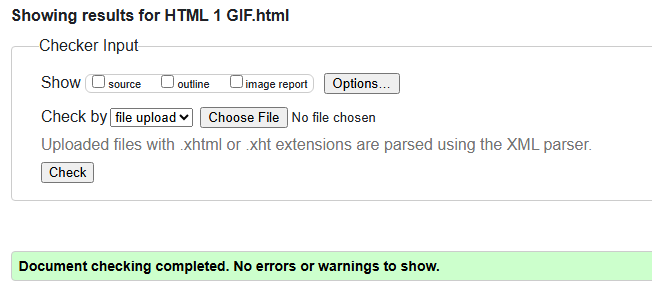 Showing results for HTML 1 GIF.html
Checker Input
Show source outline image report Options...
Check by file upload Choose File No file chosen
Uploaded files with .xhtml or .xht extensions are parsed using the XML parser.
Check
Document checking completed. No errors or warnings to show.